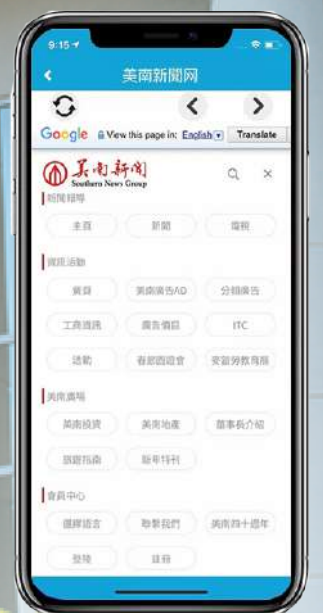 9:15
美南新聞网
Google View this page in: English Translate
美南新闻
Southern News Group
新聞報導
主頁 新聞 電視
資訊活動
黃頁 美南廣告AD 分類廣告
工商資訊 廣告價目 ITC
活動 春節園遊會 麥當勞教育展
美南廣場
美南投資 美南地產 董事長介紹
旅遊指南 新年特刊
會員中心
選擇語言 聯繫我們 美南四十週年
登陸 註冊